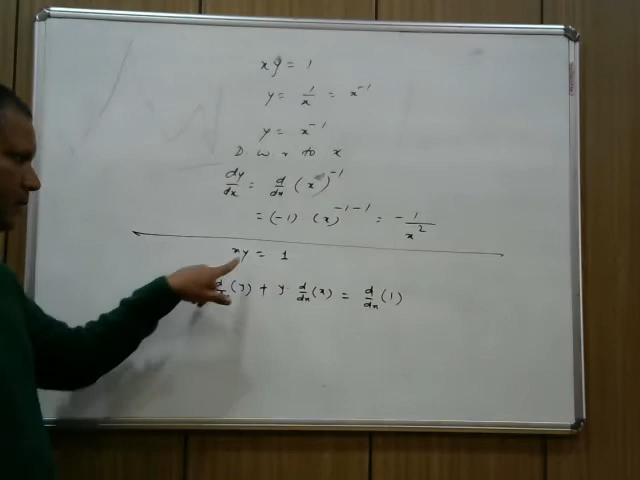 xy = 1
y = 1/x = x⁻¹
y = x⁻¹
D. w. r to x
dy/dx = d/dx (x)⁻¹
= (-1) (x)⁻¹⁻¹ = -1/x²
xy = 1
(y) + y · d/dx (x) = d/dx (1)